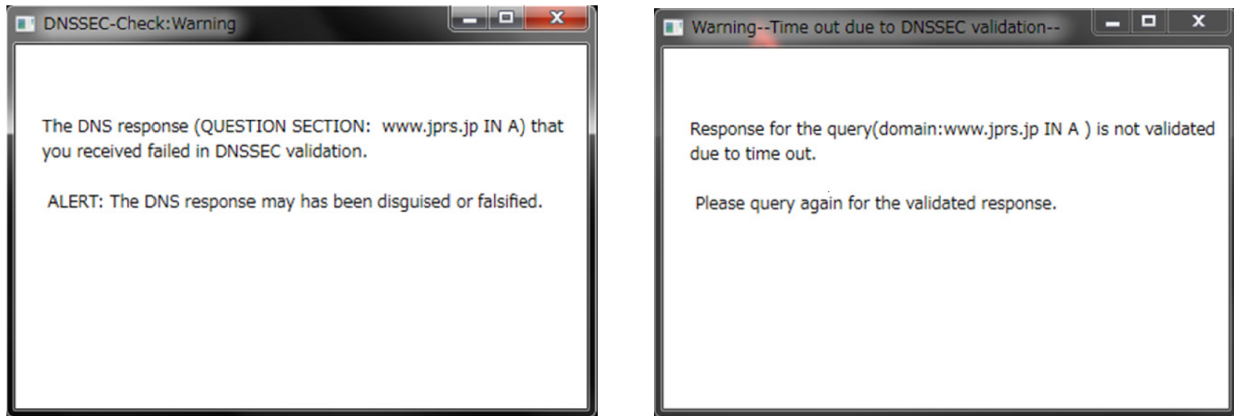 DNSSEC-Check:Warning
The DNS response (QUESTION SECTION: www.jprs.jp IN A) that
you received failed in DNSSEC validation.
ALERT: The DNS response may has been disguised or falsified.
Warning--Time out due to DNSSEC validation--
Response for the query(domain:www.jprs.jp IN A ) is not validated
due to time out.
Please query again for the validated response.